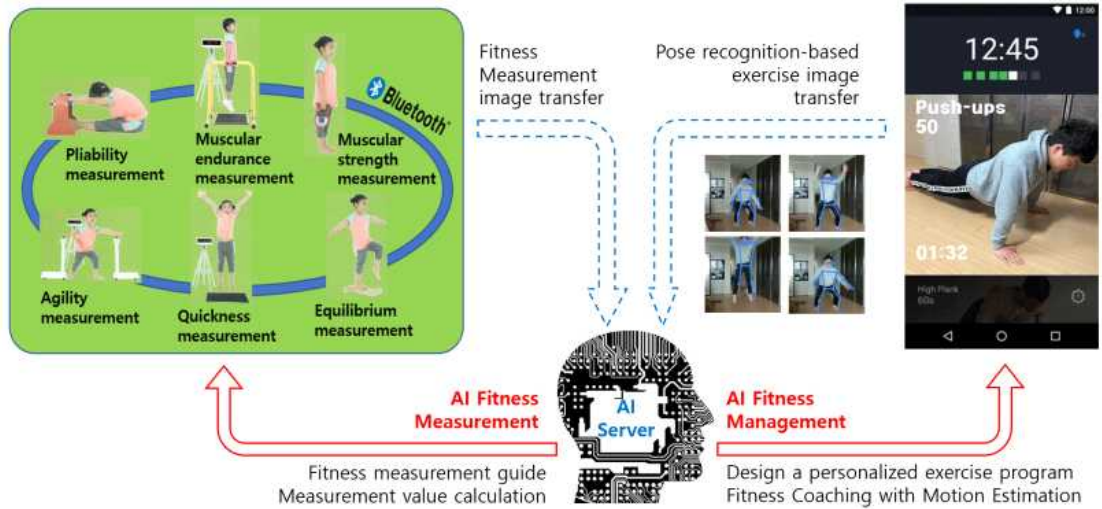 Pliability
measurement
Muscular
endurance
measurement
Muscular
strength
measurement
Bluetooth®
Agility
measurement
Quickness
measurement
Equilibrium
measurement
Fitness
Measurement
image transfer
Pose recognition-based
exercise image
transfer
12:00
12:45
Push-ups
50
01:32
High Plank
60s
AI Fitness
Measurement
AI
Server
AI Fitness
Management
Fitness measurement guide
Measurement value calculation
Design a personalized exercise program
Fitness Coaching with Motion Estimation